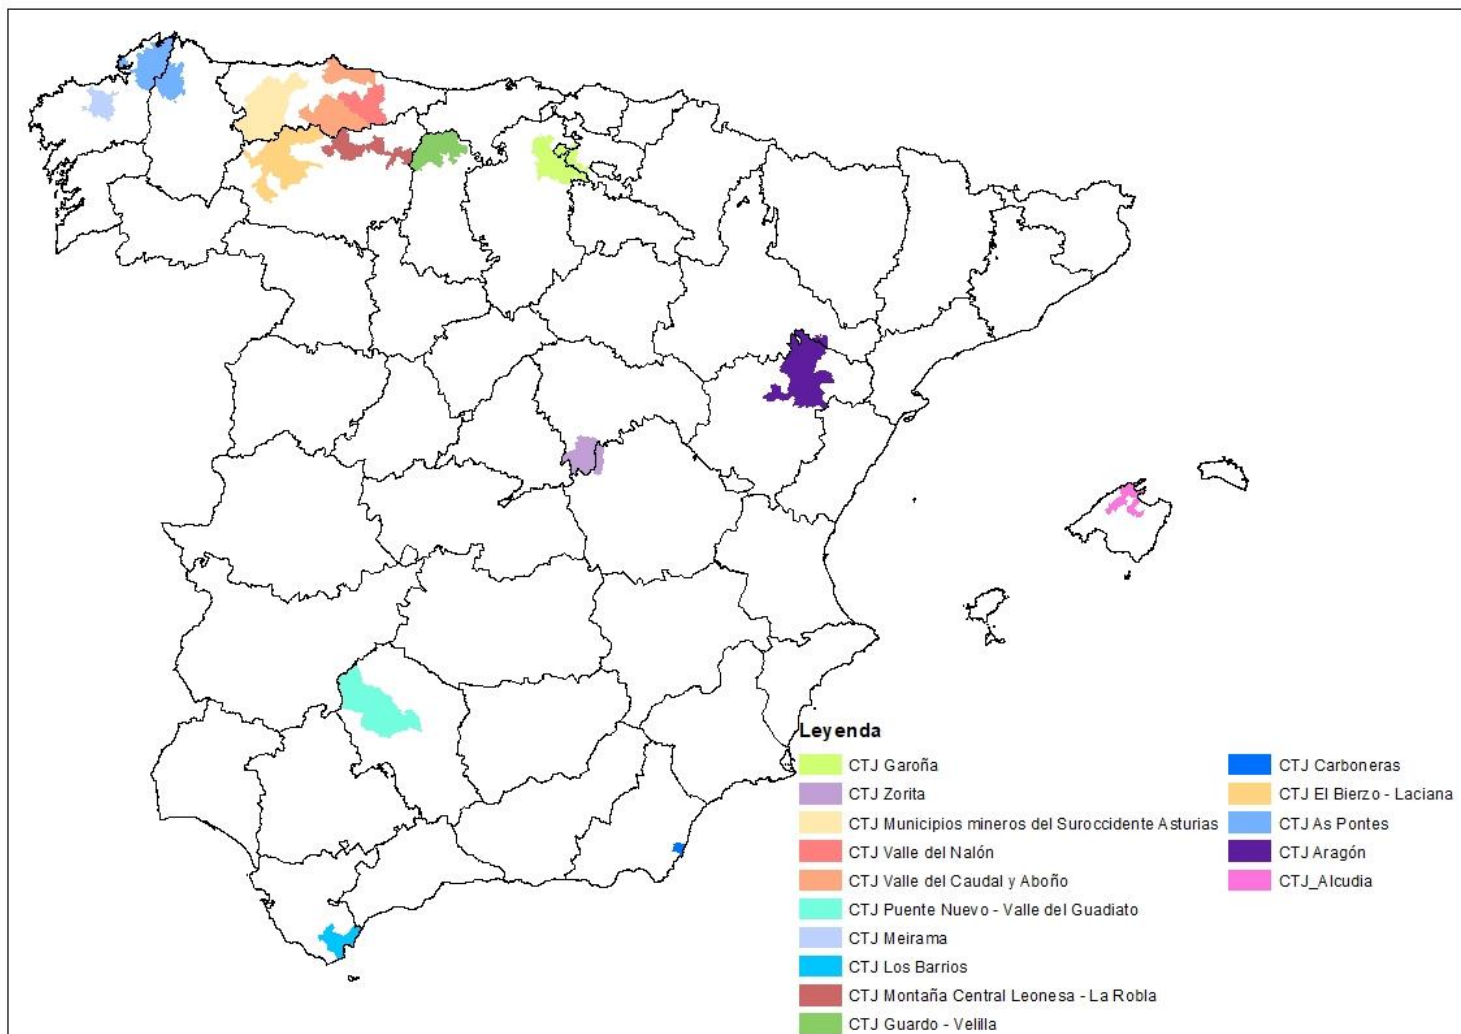 Leyenda
CTJ Garoña
CTJ Zorita
CTJ Municipios mineros del Suroccidente Asturias
CTJ Valle del Nalón
CTJ Valle del Caudal y Aboño
CTJ Puente Nuevo - Valle del Guadiato
CTJ Meirama
CTJ Los Barrios
CTJ Montaña Central Leonesa - La Robla
CTJ Guardo - Velilla
CTJ Carboneras
CTJ El Bierzo - Laciana
CTJ As Pontes
CTJ Aragón
CTJ_Alcudia